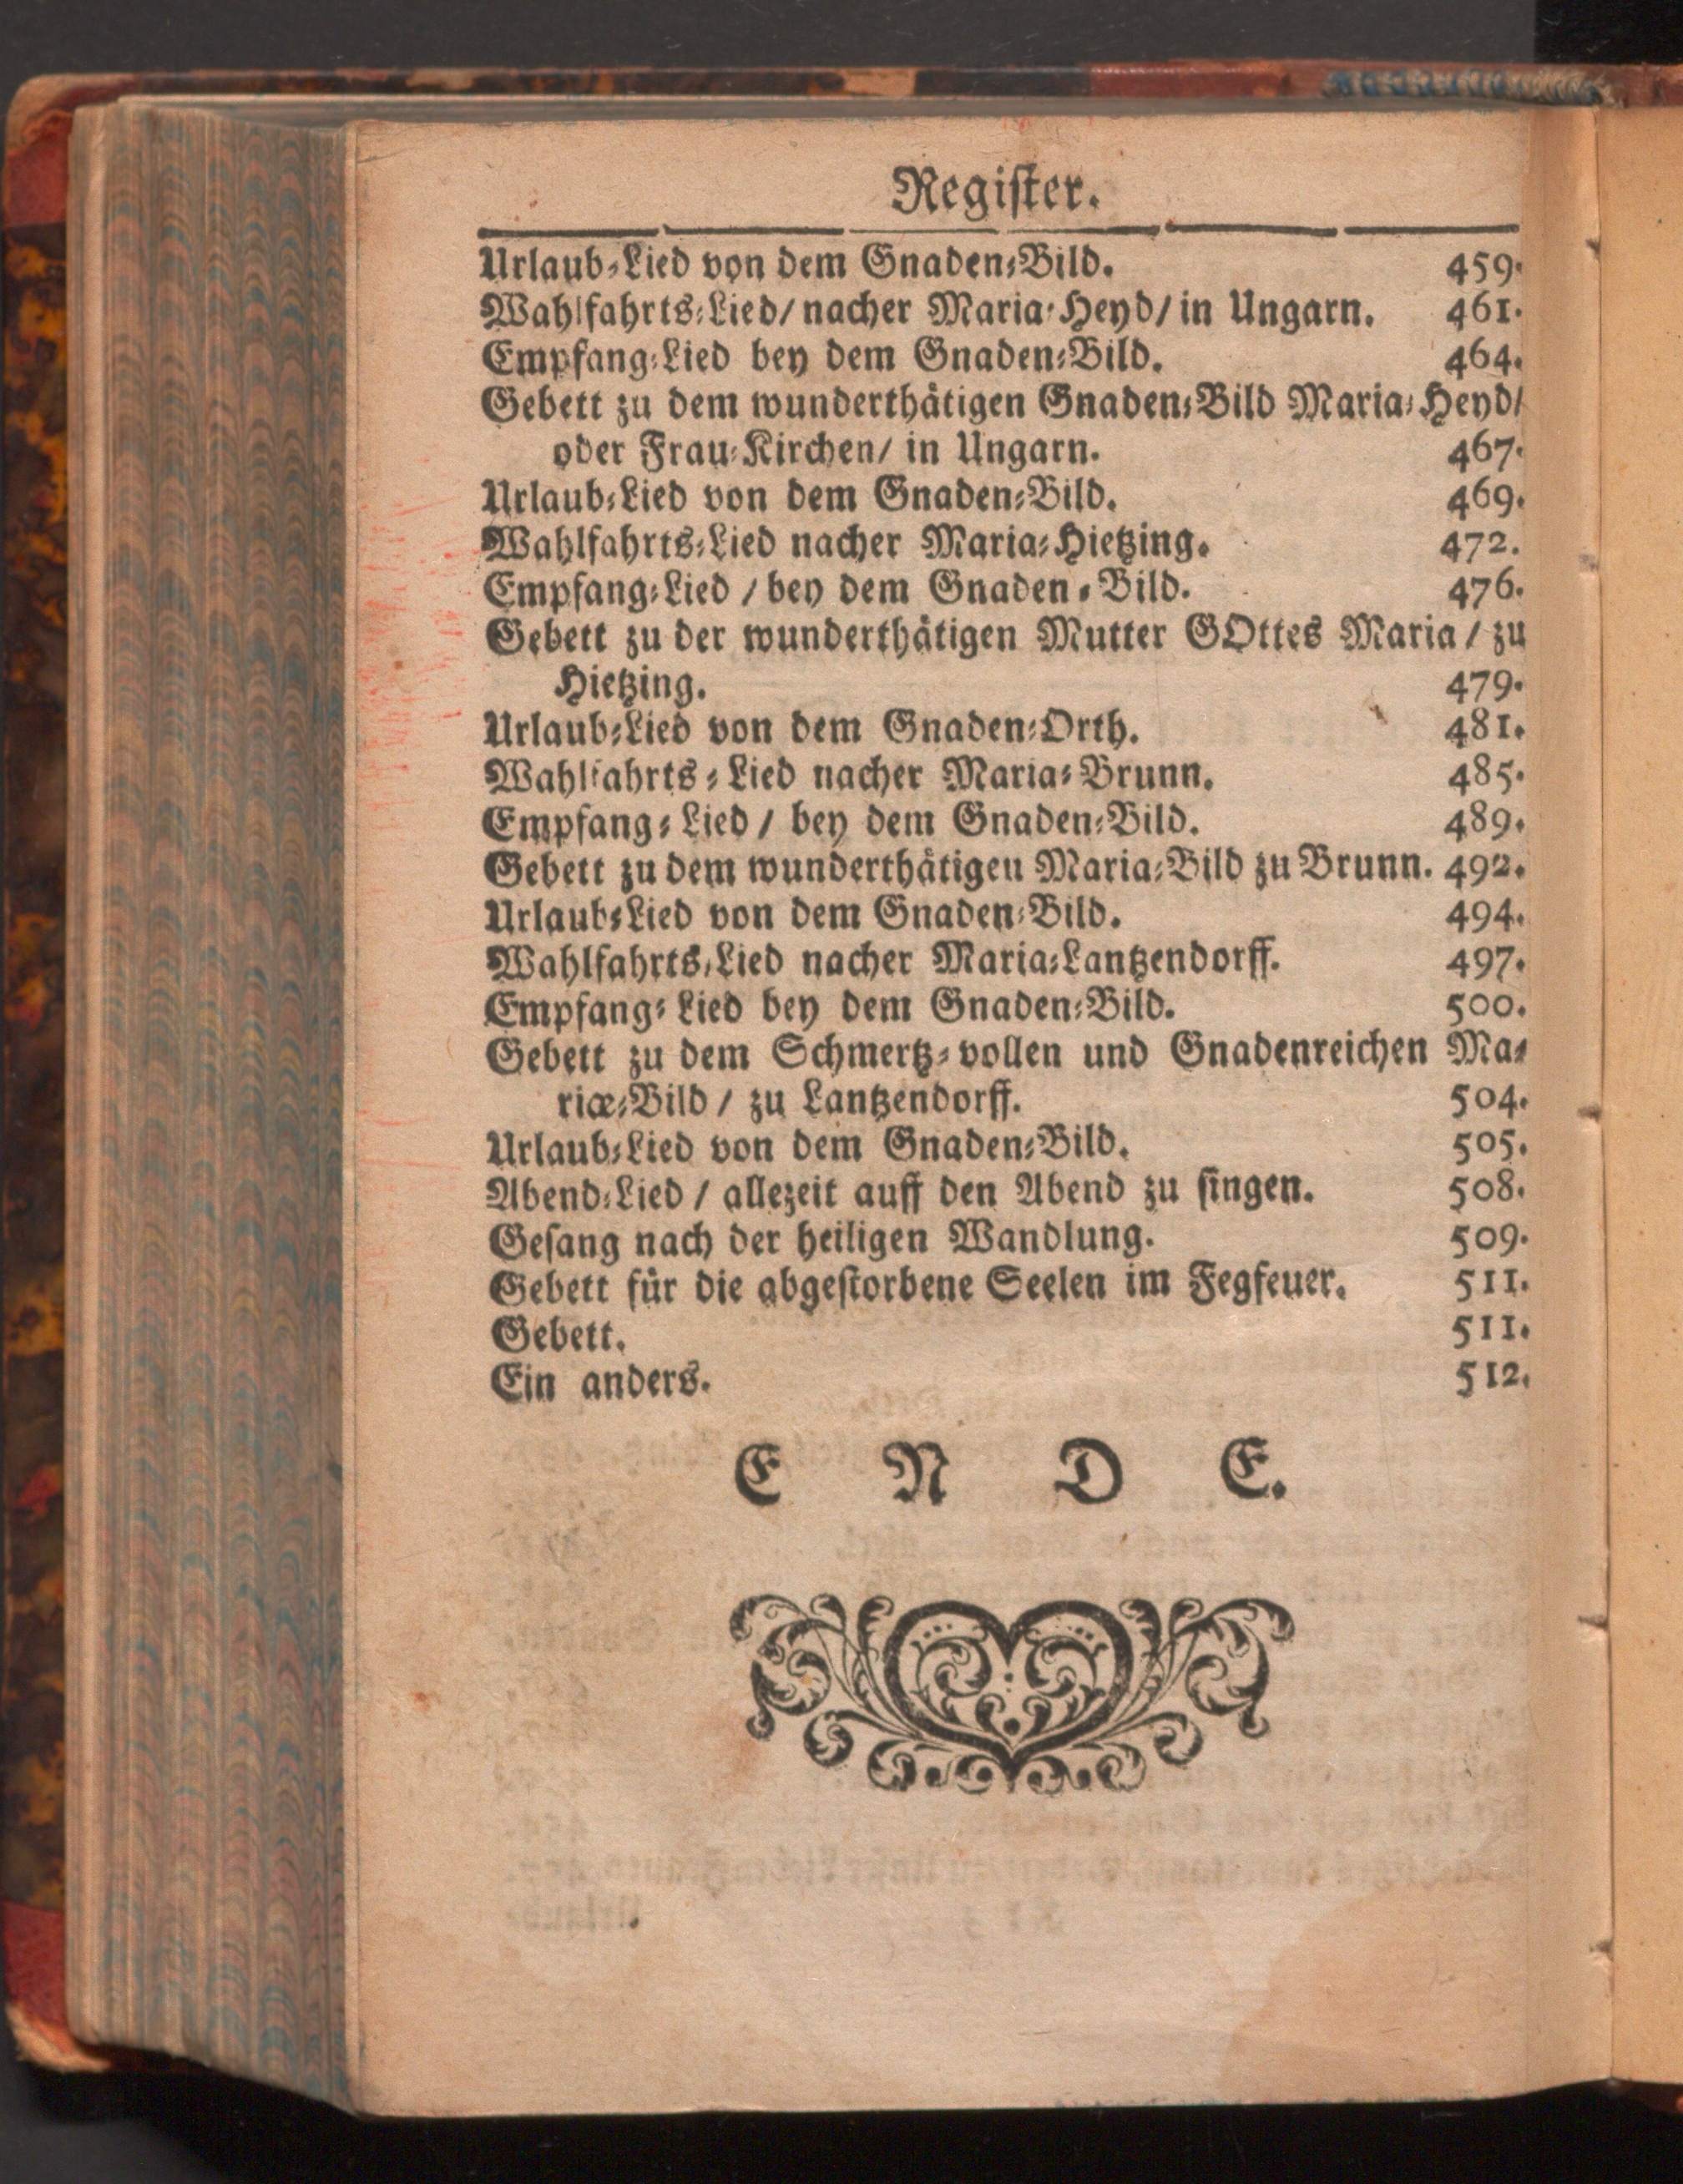 Register.
Urlaub-Lied von dem Gnaden-Bild. 459.
Wahlfahrts-Lied/ nacher Maria-Heyd/ in Ungarn. 461.
Empfang-Lied bey dem Gnaden-Bild. 464.
Gebett zu dem wunderthätigen Gnaden-Bild Maria-Heyd/
oder Frau-Kirchen/ in Ungarn. 467.
Urlaub-Lied von dem Gnaden-Bild. 469.
Wahlfahrts-Lied nacher Maria-Hietzing. 472.
Empfang-Lied / bey dem Gnaden-Bild. 476.
Gebett zu der wunderthätigen Mutter GOttes Maria / zu
Hietzing. 479.
Urlaub-Lied von dem Gnaden-Orth. 481.
Wahlfahrts-Lied nacher Maria-Brunn. 485.
Empfang-Lied / bey dem Gnaden-Bild. 489.
Gebett zu dem wunderthätigen Maria-Bild zu Brunn. 492.
Urlaub-Lied von dem Gnaden-Bild. 494.
Wahlfahrts-Lied nacher Maria-Lantzendorff. 497.
Empfang-Lied bey dem Gnaden-Bild. 500.
Gebett zu dem Schmertz-vollen und Gnadenreichen Ma-
riæ-Bild / zu Lantzendorff. 504.
Urlaub-Lied von dem Gnaden-Bild. 505.
Abend-Lied / allezeit auff den Abend zu singen. 508.
Gesang nach der heiligen Wandlung. 509.
Gebett für die abgestorbene Seelen im Fegfeuer. 511.
Gebett. 511.
Ein anders. 512.
E N D E.